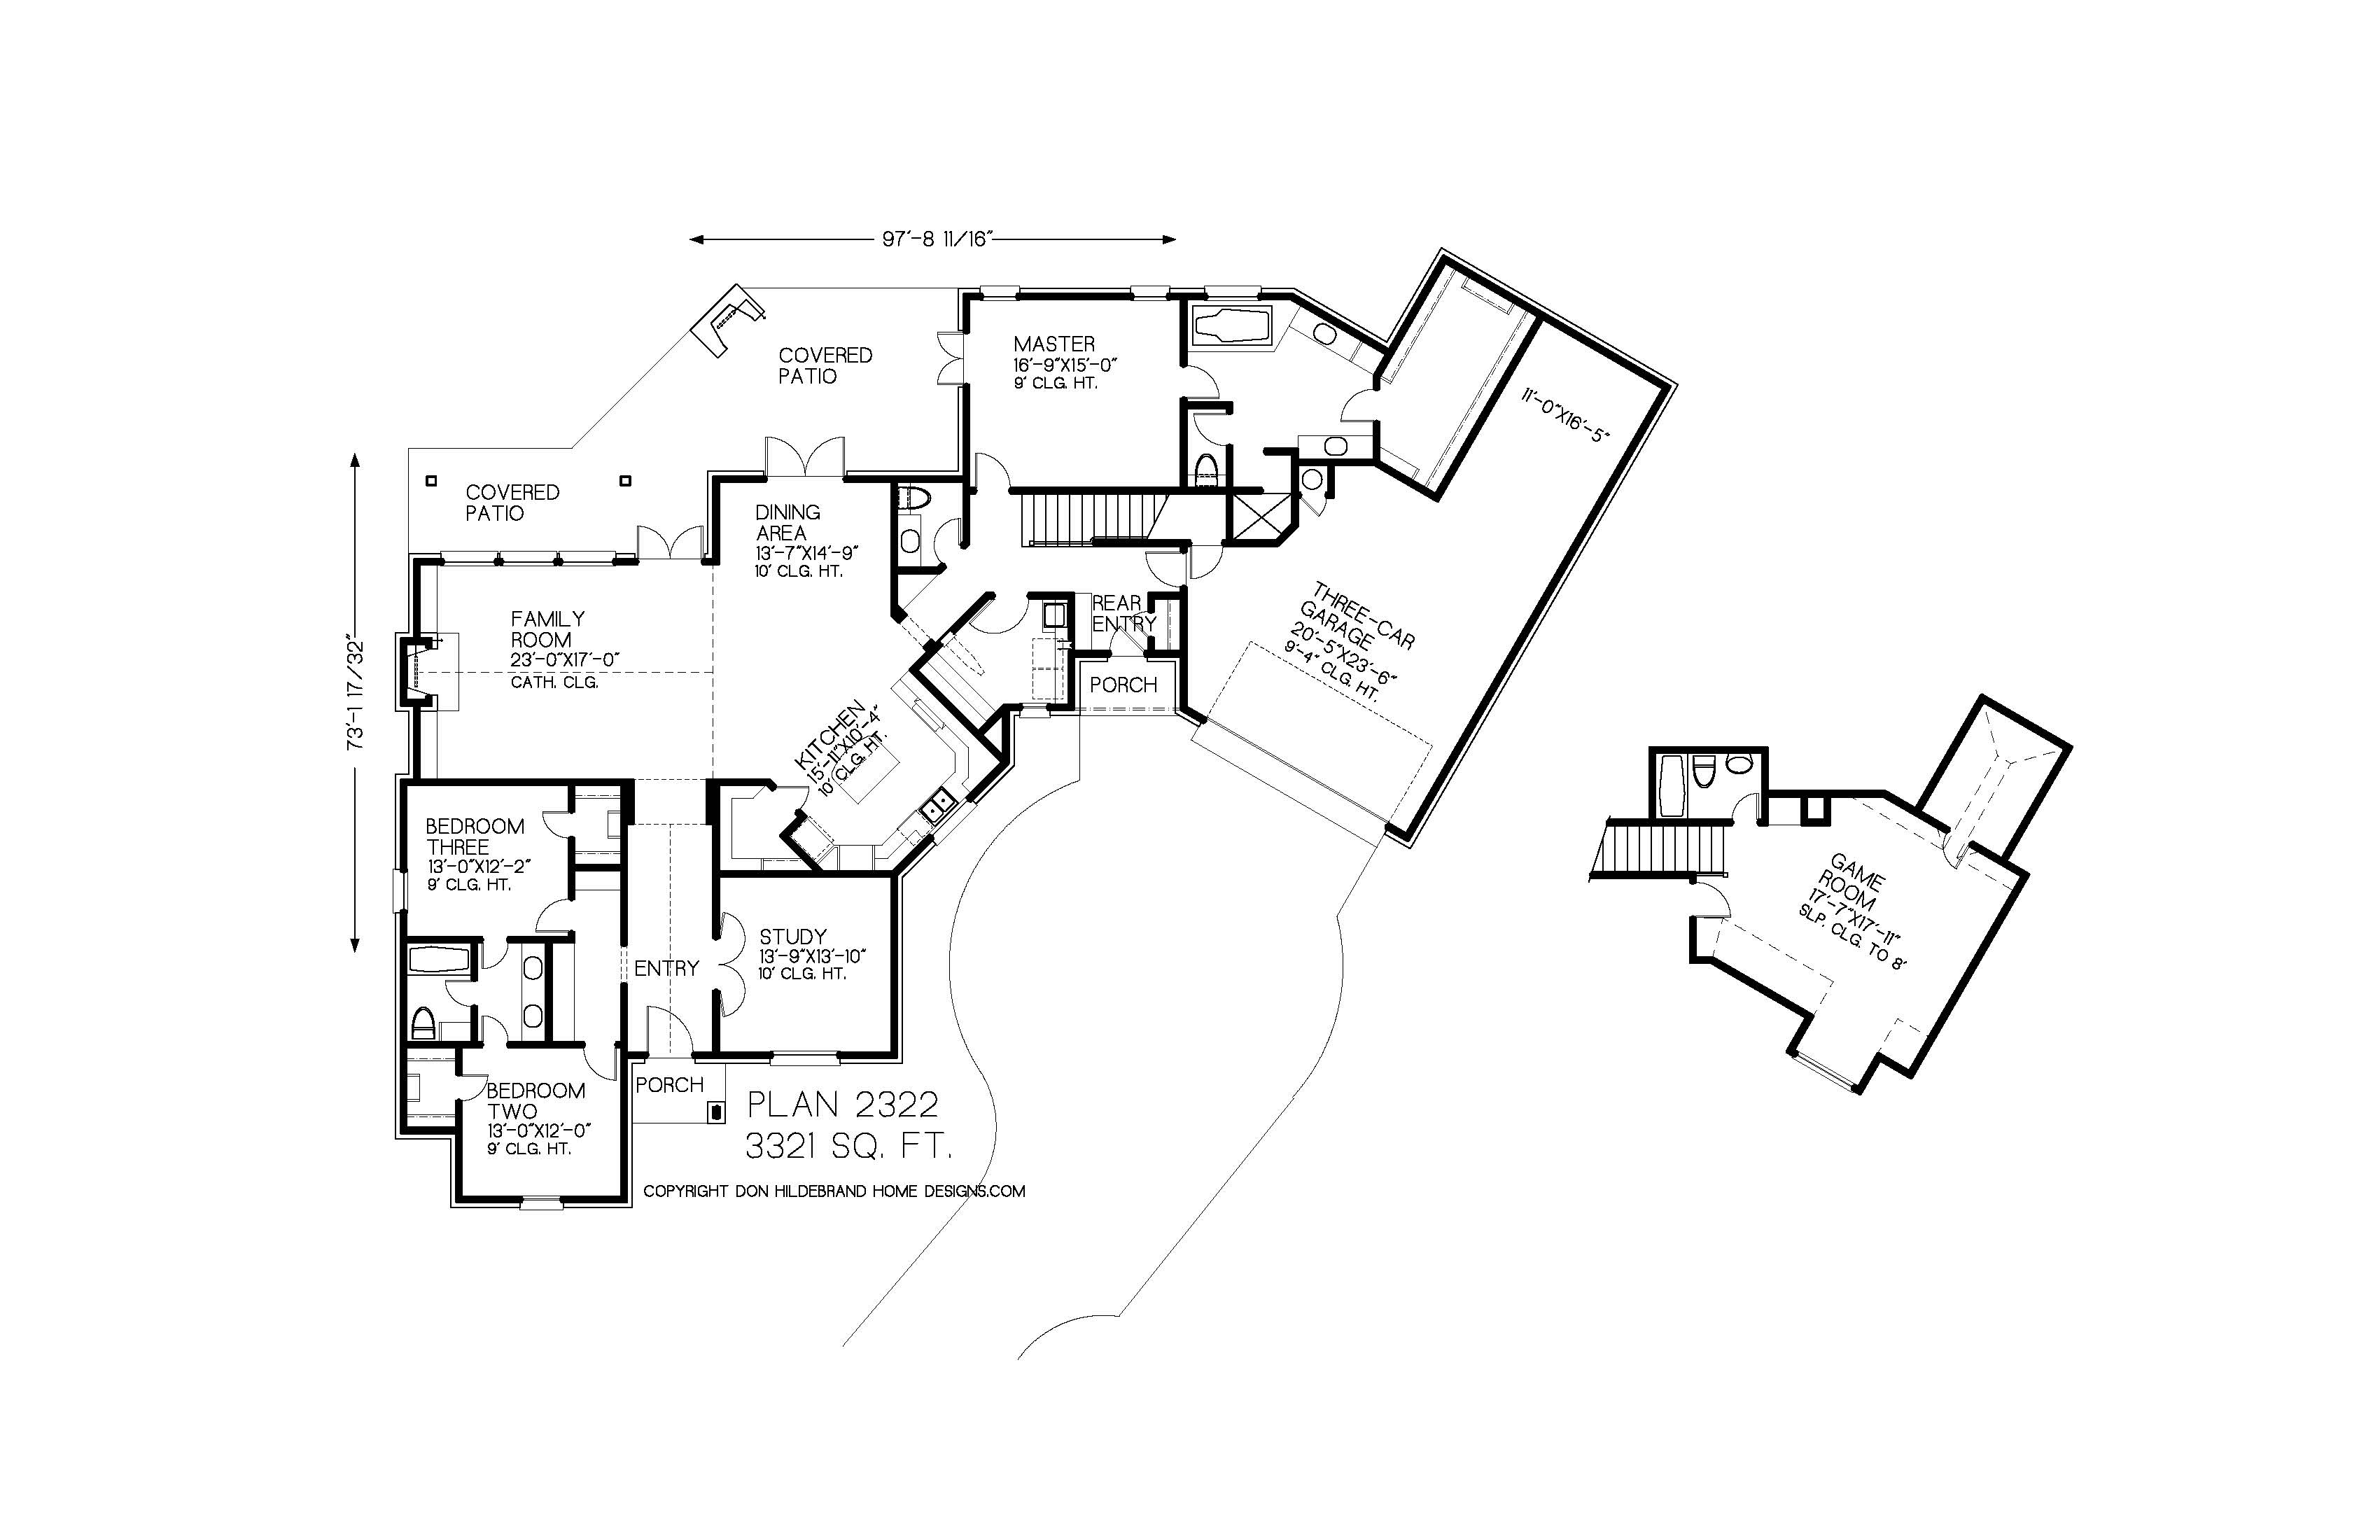 97'-8 11/16"
73'-1 17/32"
COVERED
PATIO
COVERED
PATIO
MASTER
16'-9"X15'-0"
9' CLG. HT.
11'-0"X16'-5"
DINING
AREA
13'-7"X14'-9"
10' CLG. HT.
FAMILY
ROOM
23'-0"X17'-0"
CATH. CLG.
REAR
ENTRY
PORCH
THREE-CAR
GARAGE
20'-5"X23'-6"
9'-4" CLG. HT.
KITCHEN
15'-11"X10'-4"
10' CLG. HT.
BEDROOM
THREE
13'-0"X12'-2"
9' CLG. HT.
GAME
ROOM
17'-7"X17'-11"
SLP. CLG. TO 8'
STUDY
13'-9"X13'-10"
10' CLG. HT.
ENTRY
BEDROOM
TWO
13'-0"X12'-0"
9' CLG. HT.
PORCH
PLAN 2322
3321 SQ. FT.
COPYRIGHT DON HILDEBRAND HOME DESIGNS.COM